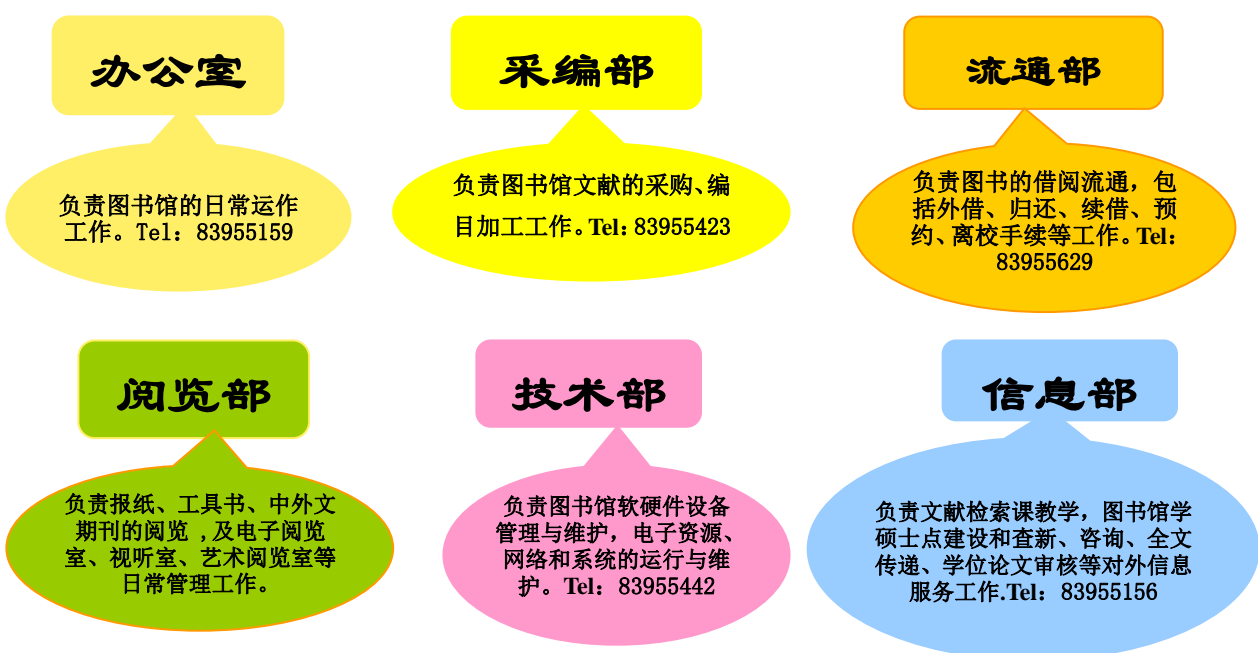 办公室
负责图书馆的日常运作
工作。Tel：83955159
采编部
负责图书馆文献的采购、编
目加工工作。Tel：83955423
流通部
负责图书的借阅流通，包
括外借、归还、续借、预
约、离校手续等工作。Tel：
83955629
阅览部
负责报纸、工具书、中外文
期刊的阅览 ,及电子阅览
室、视听室、艺术阅览室等
日常管理工作。
技术部
负责图书馆软硬件设备
管理与维护，电子资源、
网络和系统的运行与维
护。Tel：83955442
信息部
负责文献检索课教学，图书馆学
硕士点建设和查新、咨询、全文
传递、学位论文审核等对外信息
服务工作.Tel：83955156